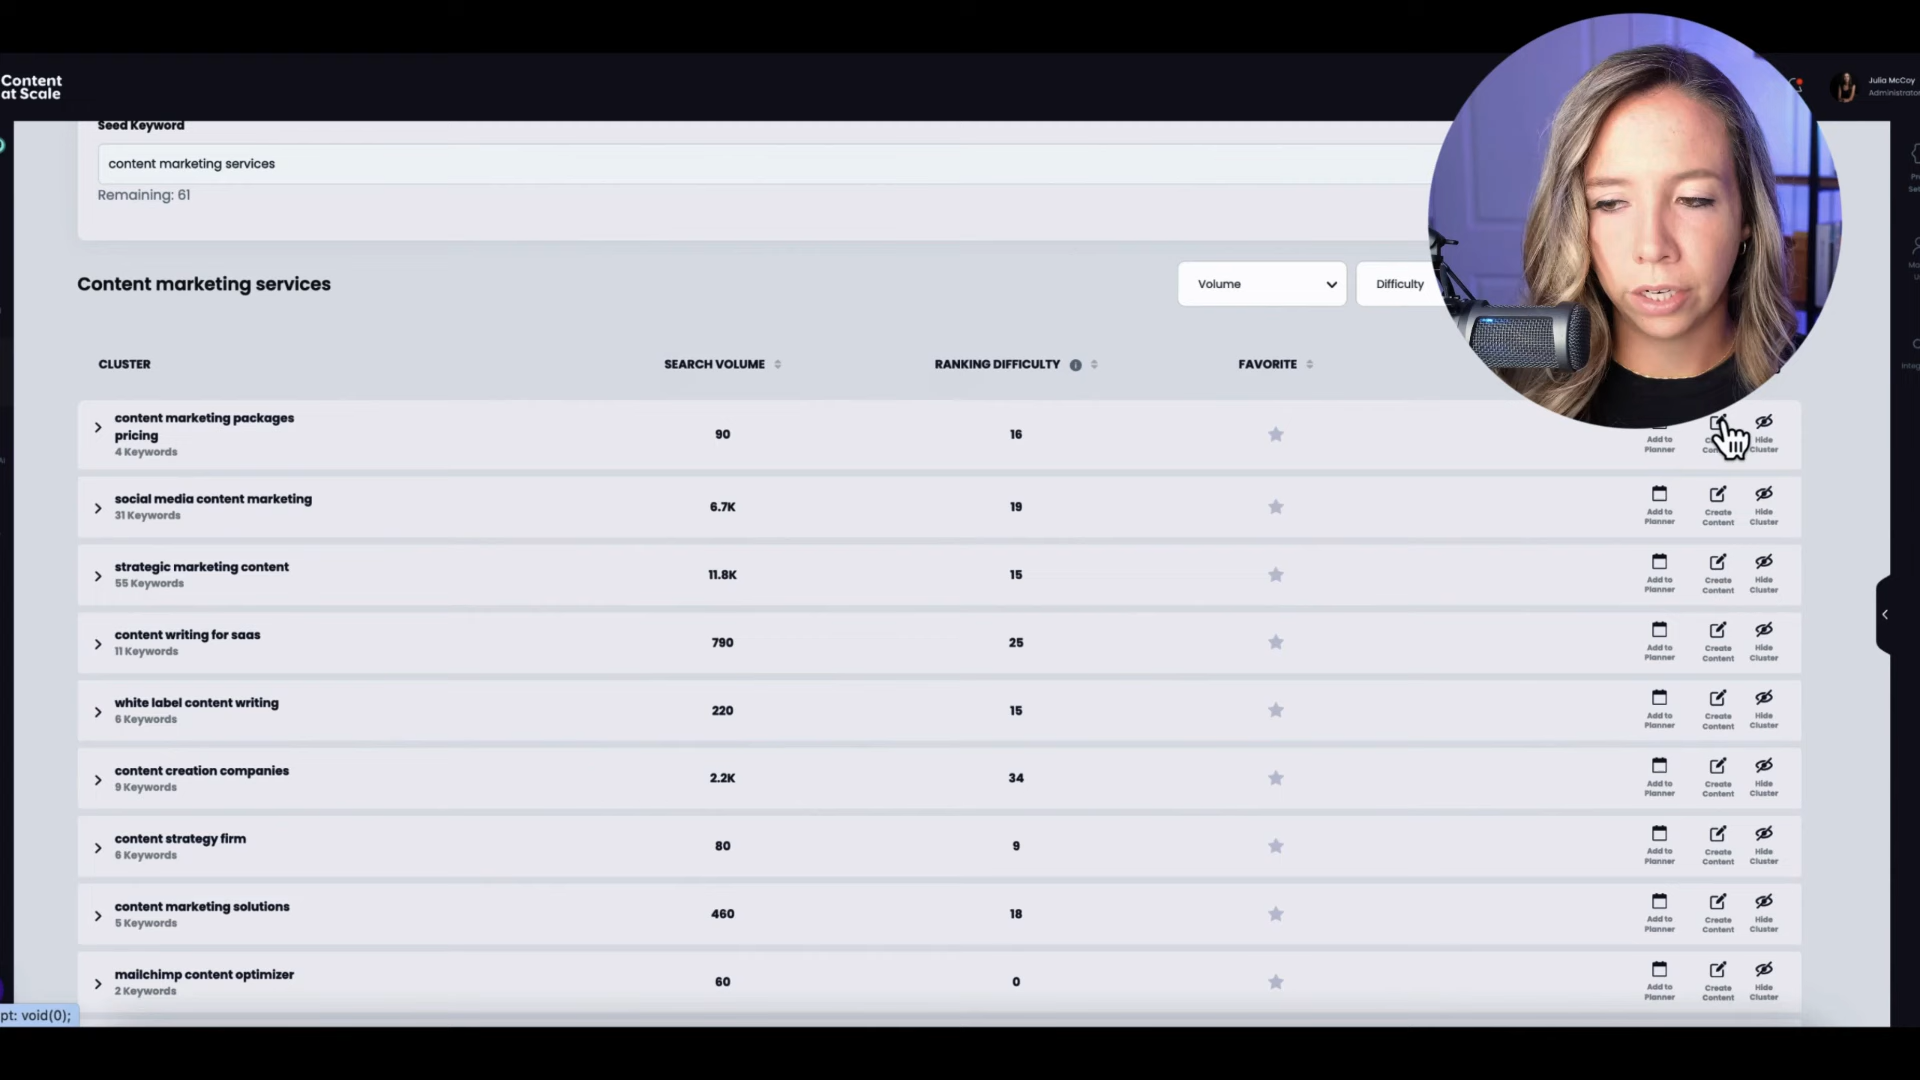 Content
at Scale
Julia McCoy
Administrator
Seed Keyword
content marketing services
Remaining: 61
Content marketing services
Volume
Difficulty
CLUSTER SEARCH VOLUME RANKING DIFFICULTY FAVORITE
content marketing packages
pricing
4 Keywords
90 16
Add to
Planner
Hide
Cluster
social media content marketing
31 Keywords
6.7K 19
Add to
Planner
Create
Content
Hide
Cluster
strategic marketing content
55 Keywords
11.8K 15
Add to
Planner
Create
Content
Hide
Cluster
content writing for saas
11 Keywords
790 25
Add to
Planner
Create
Content
Hide
Cluster
white label content writing
6 Keywords
220 15
Add to
Planner
Create
Content
Hide
Cluster
content creation companies
9 Keywords
2.2K 34
Add to
Planner
Create
Content
Hide
Cluster
content strategy firm
6 Keywords
80 9
Add to
Planner
Create
Content
Hide
Cluster
content marketing solutions
5 Keywords
460 18
Add to
Planner
Create
Content
Hide
Cluster
mailchimp content optimizer
2 Keywords
60 0
Add to
Planner
Create
Content
Hide
Cluster
pt: void(0);